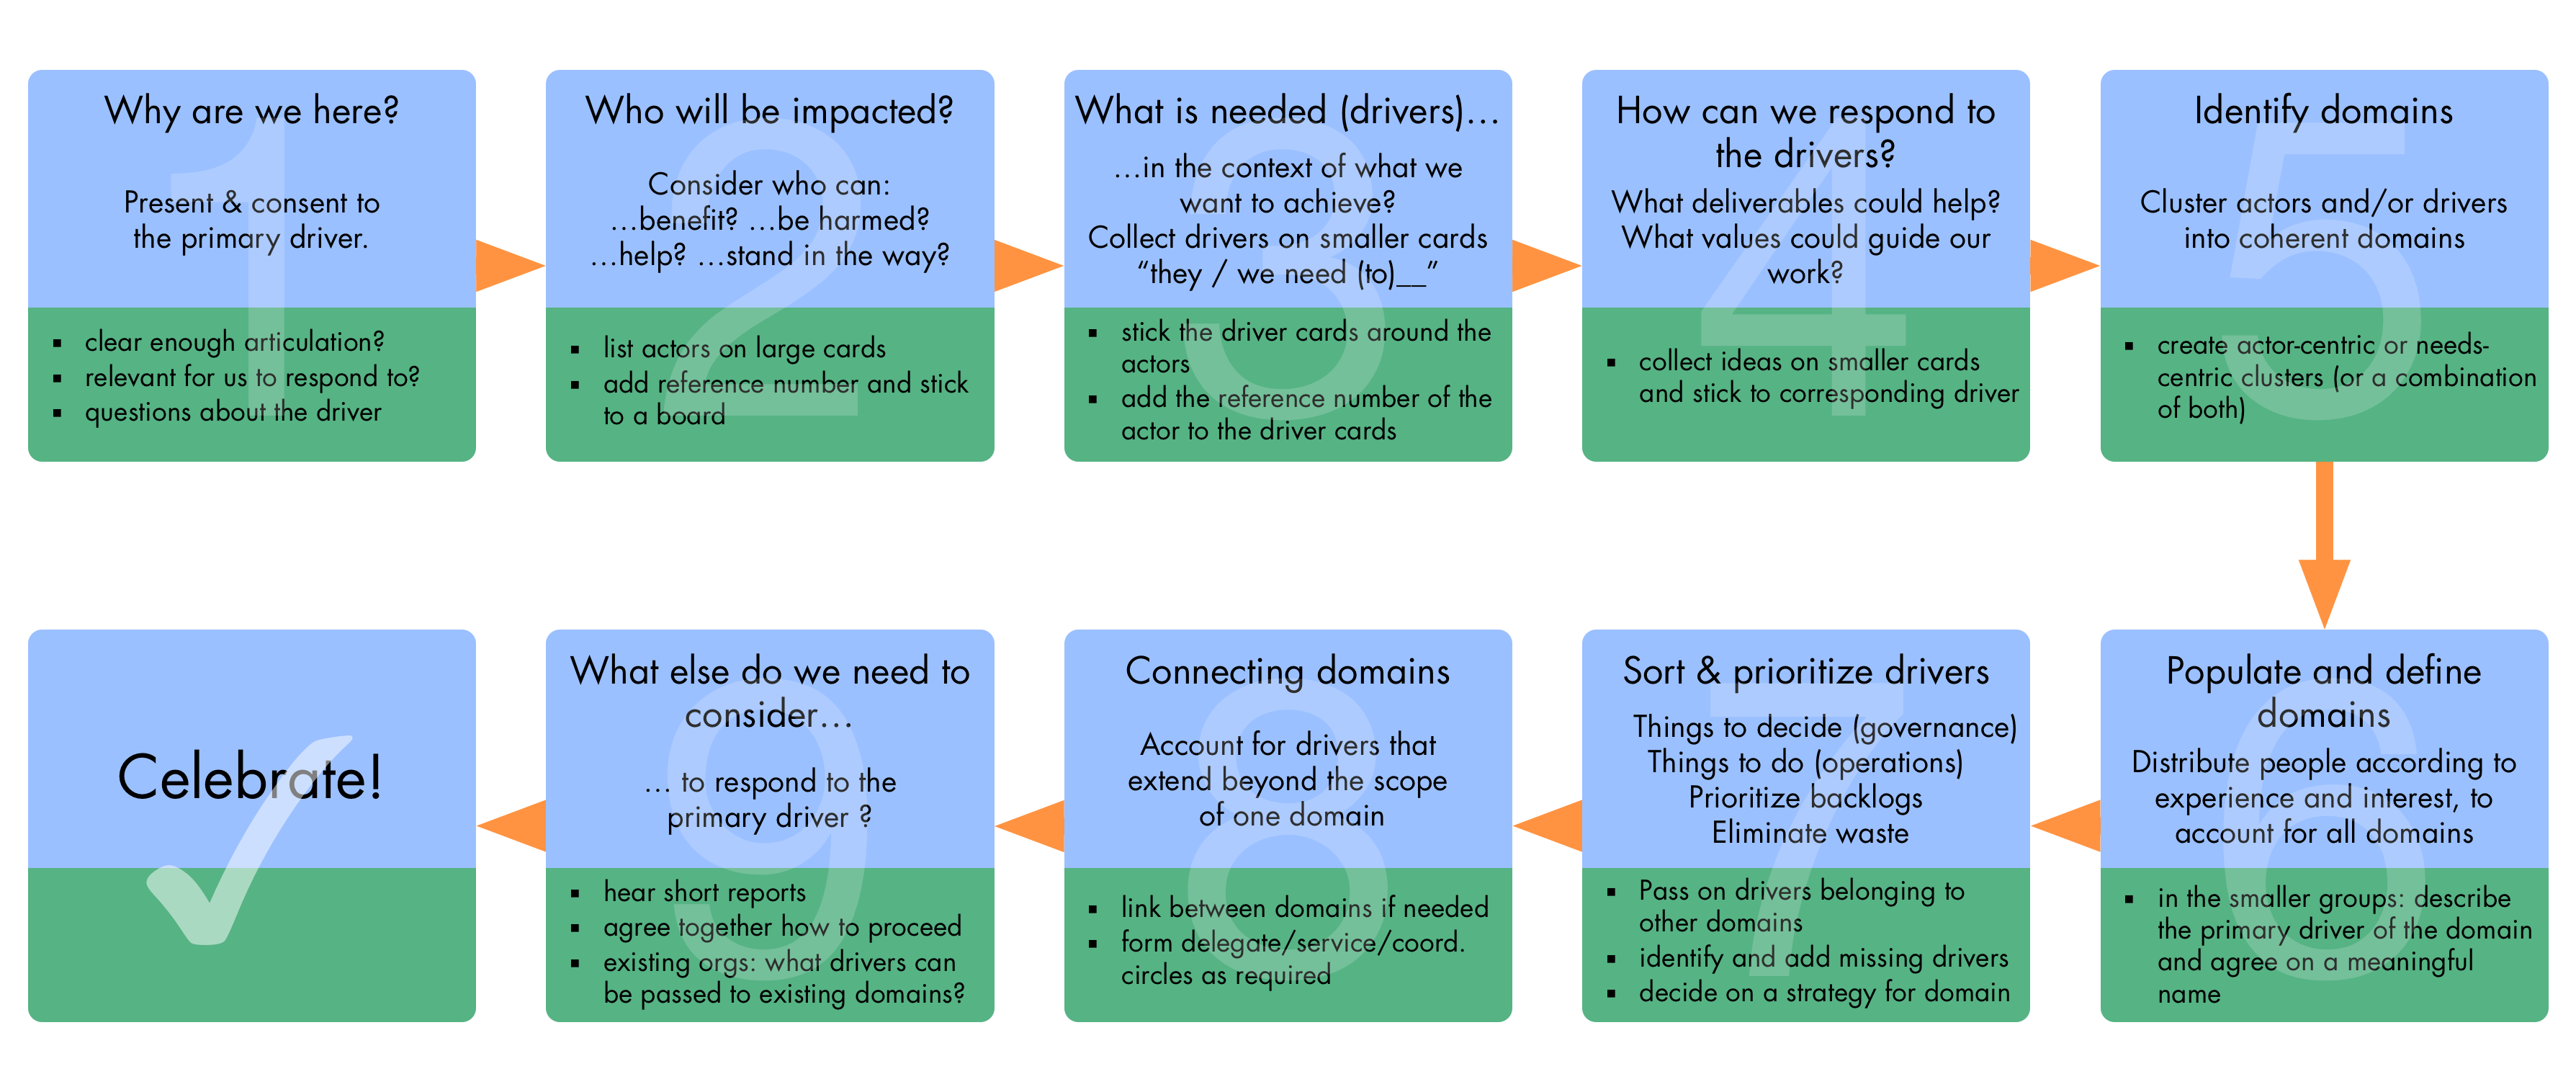 Why are we here?
Present & consent to
the primary driver.
1
▪ clear enough articulation?
▪ relevant for us to respond to?
▪ questions about the driver
Who will be impacted?
Consider who can:
…benefit? …be harmed?
…help? …stand in the way?
2
▪ list actors on large cards
▪ add reference number and stick
to a board
What is needed (drivers)…
…in the context of what we
want to achieve?
Collect drivers on smaller cards
“they / we need (to)__”
3
▪ stick the driver cards around the
actors
▪ add the reference number of the
actor to the driver cards
How can we respond to
the drivers?
What deliverables could help?
What values could guide our
work?
4
▪ collect ideas on smaller cards
and stick to corresponding driver
Identify domains
Cluster actors and/or drivers
into coherent domains
5
▪ create actor-centric or needs-
centric clusters (or a combination
of both)
Populate and define
domains
Distribute people according to
experience and interest, to
account for all domains
6
▪ in the smaller groups: describe
the primary driver of the domain
and agree on a meaningful
name
Sort & prioritize drivers
Things to decide (governance)
Things to do (operations)
Prioritize backlogs
Eliminate waste
7
▪ Pass on drivers belonging to
other domains
▪ identify and add missing drivers
▪ decide on a strategy for domain
Connecting domains
Account for drivers that
extend beyond the scope
of one domain
8
▪ link between domains if needed
▪ form delegate/service/coord.
circles as required
What else do we need to
consider…
… to respond to the
primary driver ?
9
▪ hear short reports
▪ agree together how to proceed
▪ existing orgs: what drivers can
be passed to existing domains?
Celebrate!
✓